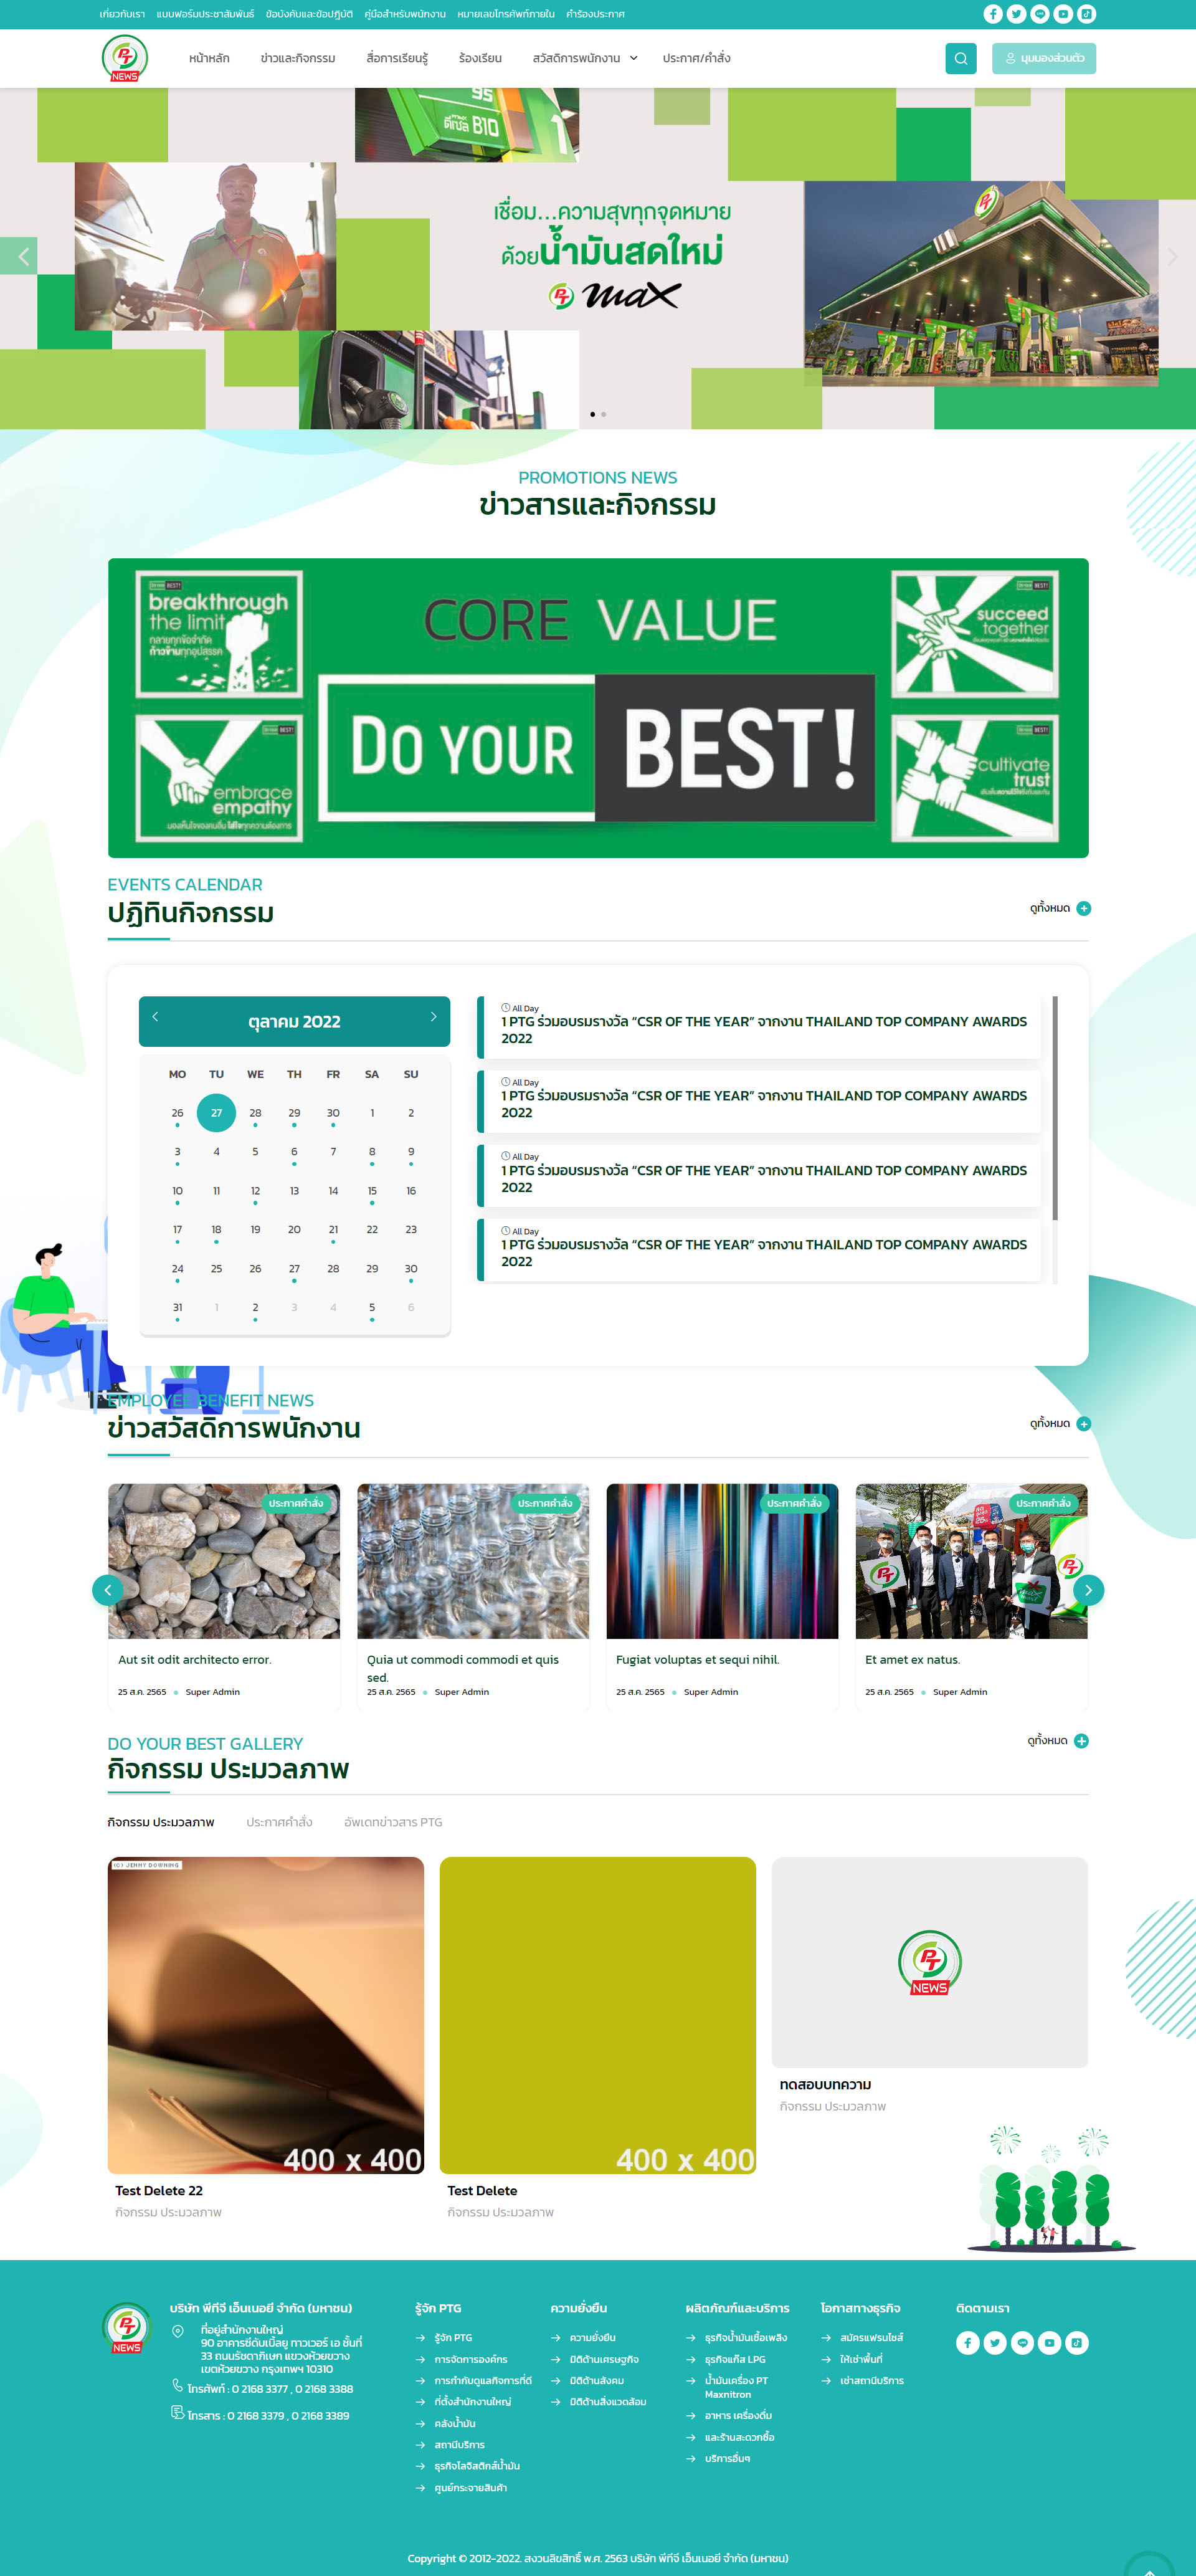 เกี่ยวกับเรา แบบฟอร์มประชาสัมพันธ์ ข้อบังคับและข้อปฏิบัติ คู่มือสำหรับพนักงาน หมายเลขโทรศัพท์ภายใน คำร้องประกาศ
PT NEWS
หน้าหลัก ข่าวและกิจกรรม สื่อการเรียนรู้ ร้องเรียน สวัสดิการพนักงาน ประกาศ/คำสั่ง มุมมองส่วนตัว
95
ดีเซล B10
เชื่อม...ความสุขทุกจุดหมาย
ด้วยน้ำมันสดใหม่
PT max
PROMOTIONS NEWS
ข่าวสารและกิจกรรม
breakthrough
the limit
ทลายทุกข้อจำกัด
ก้าวข้ามทุกอุปสรรค
CORE VALUE
succeed
together
DO YOUR BEST!
embrace
empathy
cultivate
trust
EVENTS CALENDAR
ปฏิทินกิจกรรม
ดูทั้งหมด
ตุลาคม 2022
MO TU WE TH FR SA SU
26 27 28 29 30 1 2
3 4 5 6 7 8 9
10 11 12 13 14 15 16
17 18 19 20 21 22 23
24 25 26 27 28 29 30
31 1 2 3 4 5 6
All Day
1 PTG ร่วมอบรมรางวัล “CSR OF THE YEAR” จากงาน THAILAND TOP COMPANY AWARDS
2022
All Day
1 PTG ร่วมอบรมรางวัล “CSR OF THE YEAR” จากงาน THAILAND TOP COMPANY AWARDS
2022
All Day
1 PTG ร่วมอบรมรางวัล “CSR OF THE YEAR” จากงาน THAILAND TOP COMPANY AWARDS
2022
All Day
1 PTG ร่วมอบรมรางวัล “CSR OF THE YEAR” จากงาน THAILAND TOP COMPANY AWARDS
2022
EMPLOYEE BENEFIT NEWS
ข่าวสวัสดิการพนักงาน
ดูทั้งหมด
ประกาศคำสั่ง
Aut sit odit architecto error.
25 ส.ค. 2565 Super Admin
ประกาศคำสั่ง
Quia ut commodi commodi et quis
sed.
25 ส.ค. 2565 Super Admin
ประกาศคำสั่ง
Fugiat voluptas et sequi nihil.
25 ส.ค. 2565 Super Admin
ประกาศคำสั่ง
Et amet ex natus.
25 ส.ค. 2565 Super Admin
DO YOUR BEST GALLERY
กิจกรรม ประมวลภาพ
ดูทั้งหมด
กิจกรรม ประมวลภาพ ประกาศคำสั่ง อัพเดทข่าวสาร PTG
(C) JENNY DOWNING
400 x 400
Test Delete 22
กิจกรรม ประมวลภาพ
400 x 400
Test Delete
กิจกรรม ประมวลภาพ
PT NEWS
ทดสอบบทความ
กิจกรรม ประมวลภาพ
PT NEWS
บริษัท พีทีจี เอ็นเนอยี จำกัด (มหาชน)
ที่อยู่สำนักงานใหญ่
90 อาคารซีดับเบิ้ลยู ทาวเวอร์ เอ ชั้นที่
33 ถนนรัชดาภิเษก แขวงห้วยขวาง
เขตห้วยขวาง กรุงเทพฯ 10310
โทรศัพท์ : 0 2168 3377 , 0 2168 3388
โทรสาร : 0 2168 3379 , 0 2168 3389
รู้จัก PTG
รู้จัก PTG
การจัดการองค์กร
การกำกับดูแลกิจการที่ดี
ที่ตั้งสำนักงานใหญ่
คลังน้ำมัน
สถานีบริการ
ธุรกิจโลจิสติกส์น้ำมัน
ศูนย์กระจายสินค้า
ความยั่งยืน
ความยั่งยืน
มิติด้านเศรษฐกิจ
มิติด้านสังคม
มิติด้านสิ่งแวดล้อม
ผลิตภัณฑ์และบริการ
ธุรกิจน้ำมันเชื้อเพลิง
ธุรกิจแก๊ส LPG
น้ำมันเครื่อง PT
Maxnitron
อาหาร เครื่องดื่ม
และร้านสะดวกซื้อ
บริการอื่นๆ
โอกาสทางธุรกิจ
สมัครแฟรนไชส์
ให้เช่าพื้นที่
เช่าสถานีบริการ
ติดตามเรา
Copyright © 2012-2022. สงวนลิขสิทธิ์ พ.ศ. 2563 บริษัท พีทีจี เอ็นเนอยี จำกัด (มหาชน)